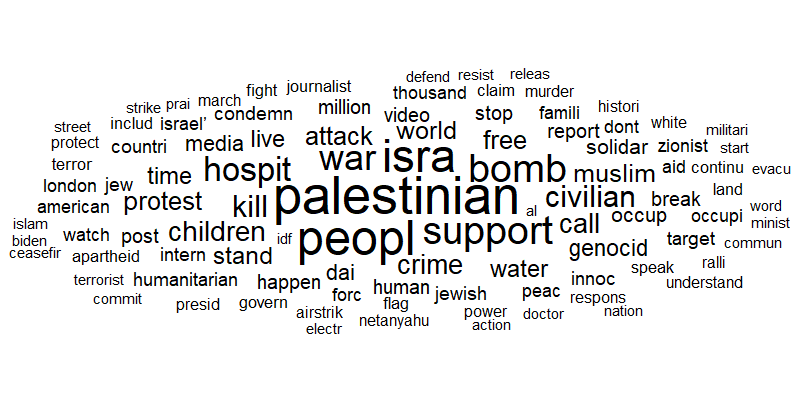 defend resist releas
fight journalist thousand claim murder
strike prai march million histori
street includ israel' condemn video stop famili white
protect countri media live attack world free report dont militari
terror time hospit war isra bomb muslim solidar zionist start
london jew aid continu evacu
american protest kill palestinian civilian break land
islam al word
biden watch post children idf peopl support call occup occupi minist
ceasefir apartheid intern stand genocid target commun
terrorist humanitarian happen dai crime water innoc speak ralli
commit forc human jewish peac respons understand
presid govern flag power doctor nation
airstrik netanyahu action
electr